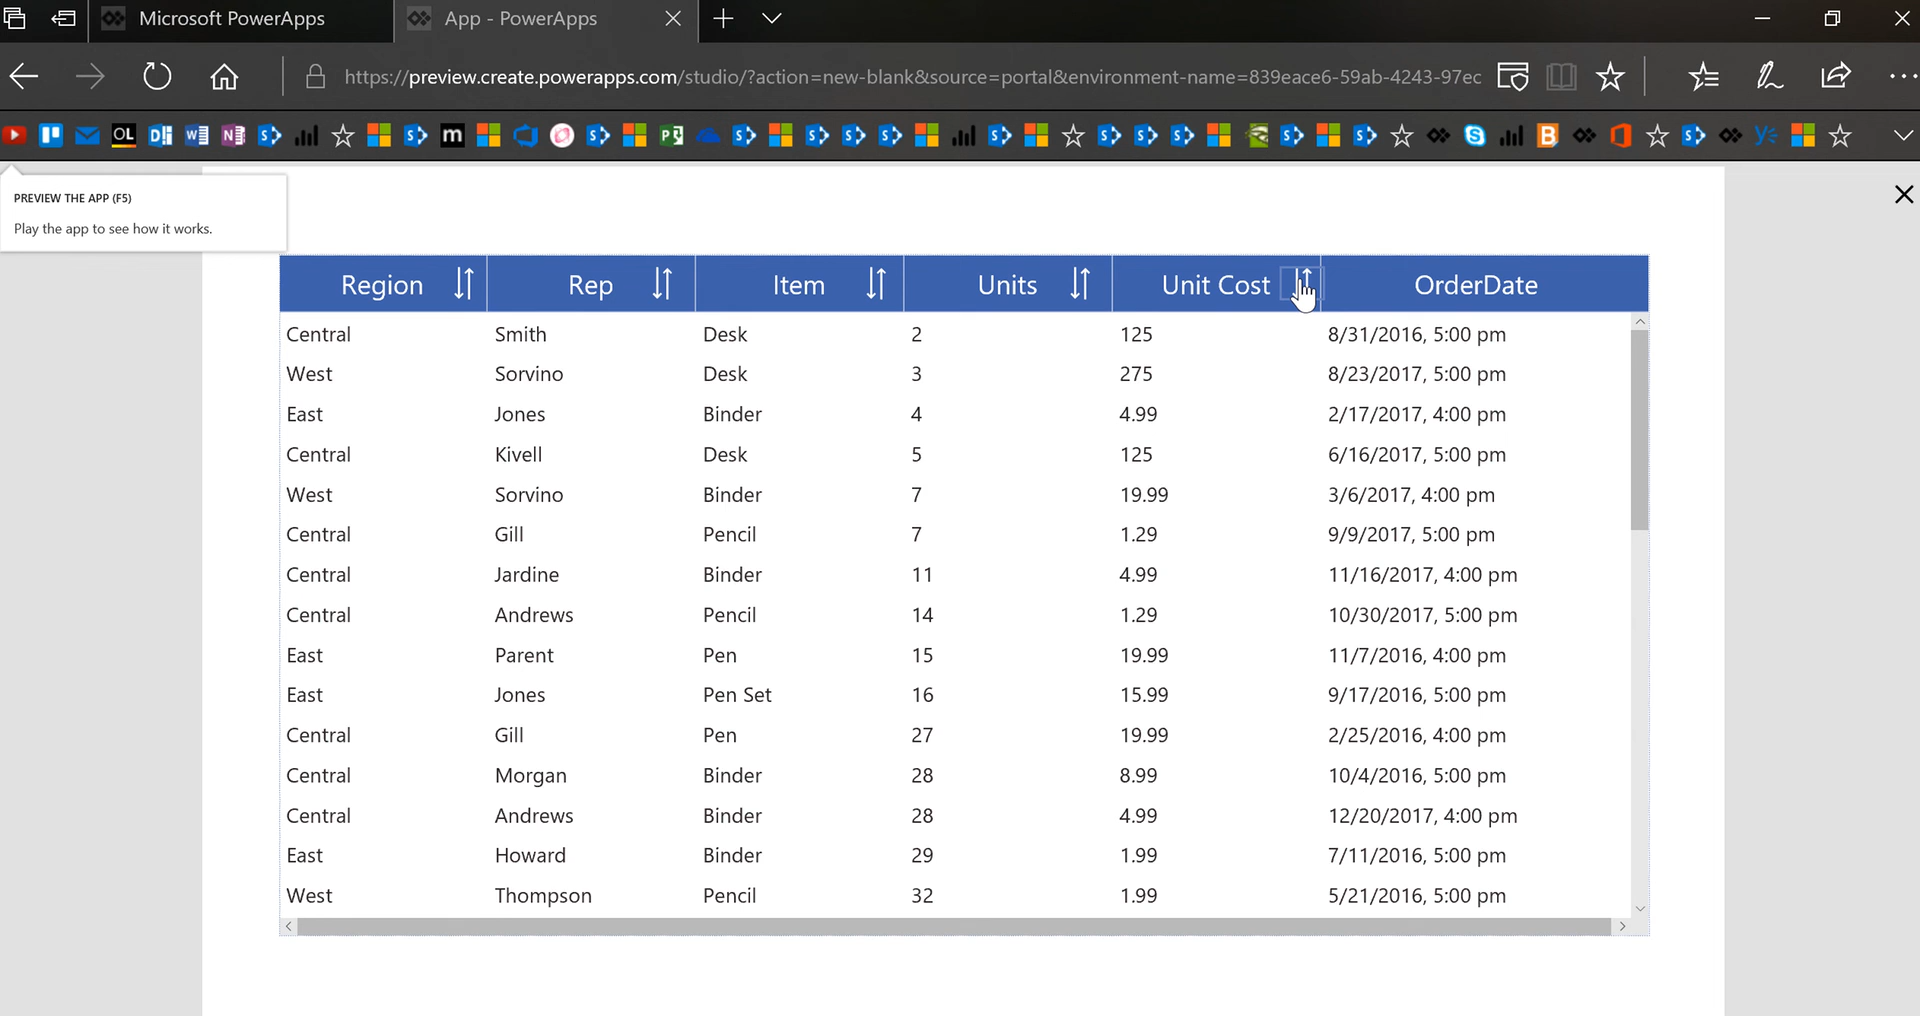 Microsoft PowerApps
App - PowerApps
https://preview.create.powerapps.com/studio/?action=new-blank&source=portal&environment-name=839eace6-59ab-4243-97ec
OL
m
PREVIEW THE APP (F5)
Play the app to see how it works.
Region Rep Item Units Unit Cost OrderDate
Central Smith Desk 2 125 8/31/2016, 5:00 pm
West Sorvino Desk 3 275 8/23/2017, 5:00 pm
East Jones Binder 4 4.99 2/17/2017, 4:00 pm
Central Kivell Desk 5 125 6/16/2017, 5:00 pm
West Sorvino Binder 7 19.99 3/6/2017, 4:00 pm
Central Gill Pencil 7 1.29 9/9/2017, 5:00 pm
Central Jardine Binder 11 4.99 11/16/2017, 4:00 pm
Central Andrews Pencil 14 1.29 10/30/2017, 5:00 pm
East Parent Pen 15 19.99 11/7/2016, 4:00 pm
East Jones Pen Set 16 15.99 9/17/2016, 5:00 pm
Central Gill Pen 27 19.99 2/25/2016, 4:00 pm
Central Morgan Binder 28 8.99 10/4/2016, 5:00 pm
Central Andrews Binder 28 4.99 12/20/2017, 4:00 pm
East Howard Binder 29 1.99 7/11/2016, 5:00 pm
West Thompson Pencil 32 1.99 5/21/2016, 5:00 pm